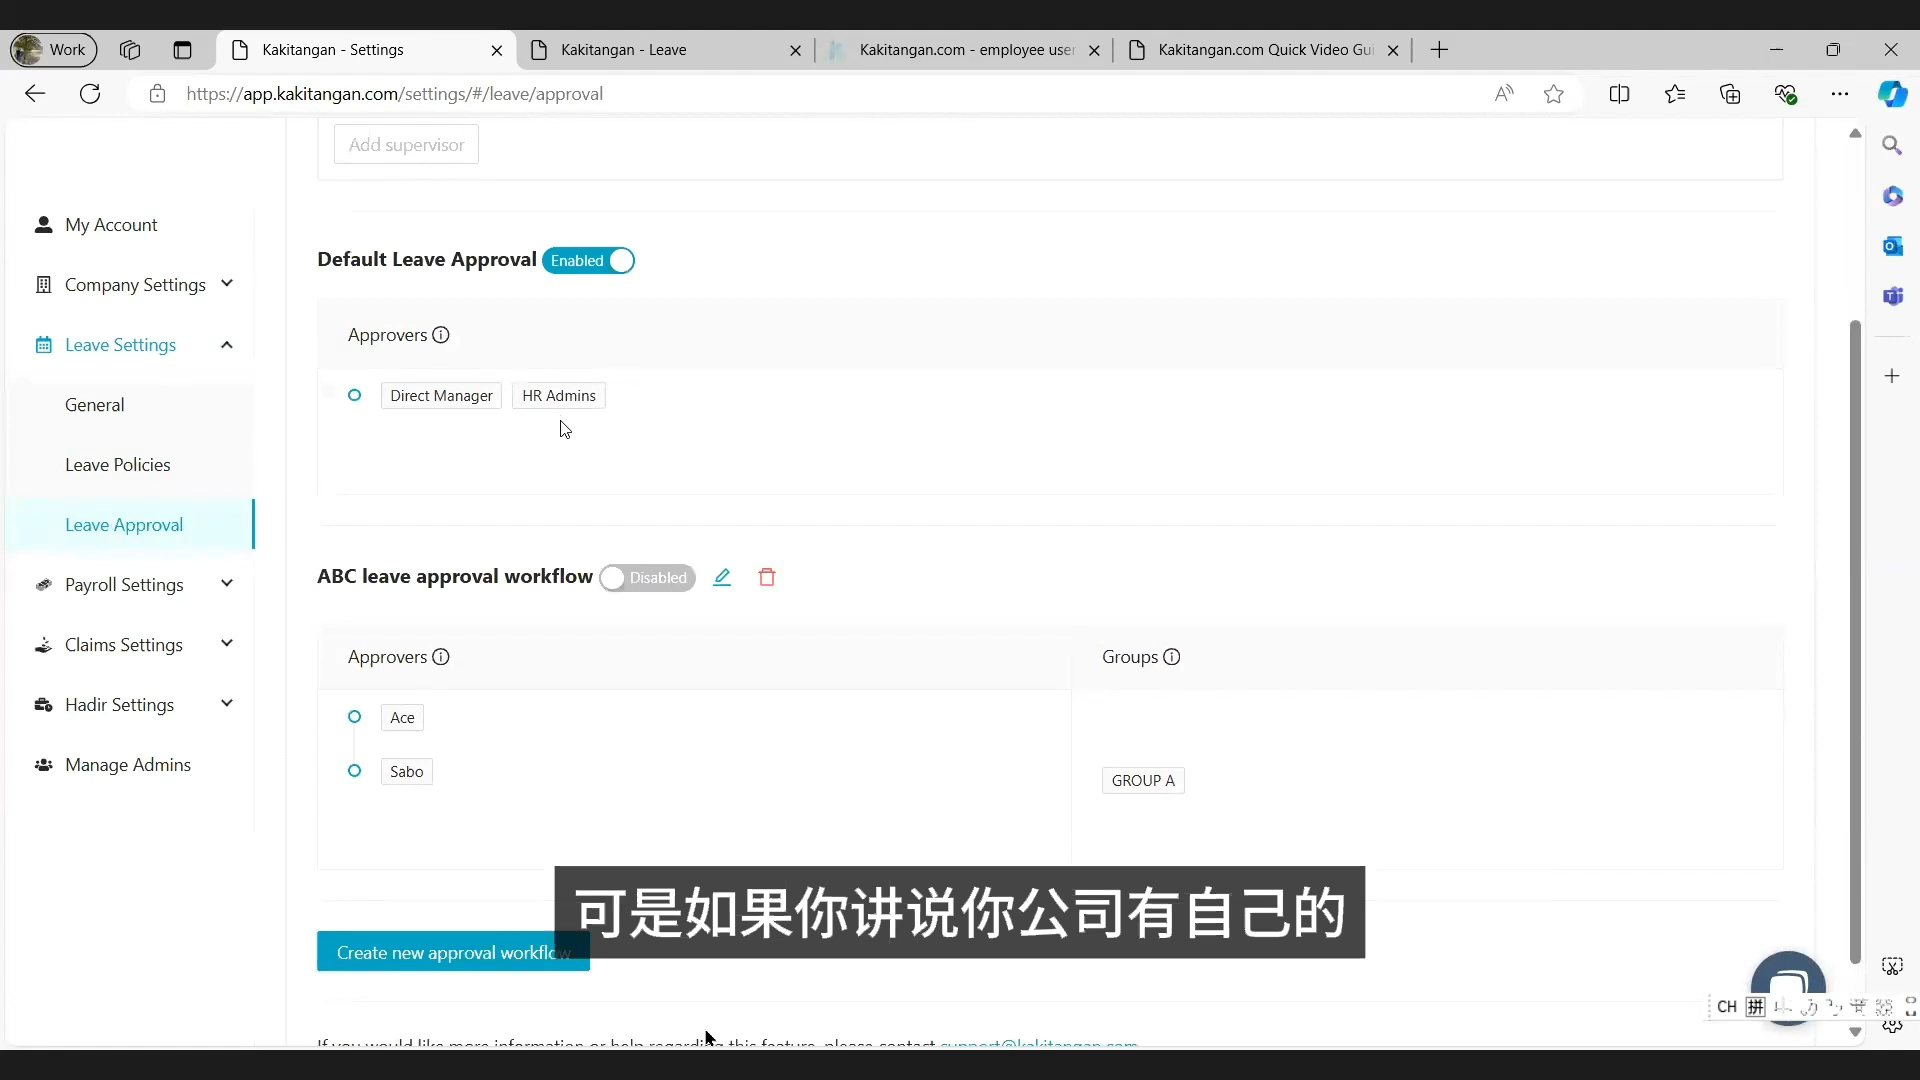 Work
Kakitangan - Settings
Kakitangan - Leave
Kakitangan.com - employee user
Kakitangan.com Quick Video Gui
https://app.kakitangan.com/settings/#/leave/approval
Add supervisor
My Account
Company Settings
Leave Settings
General
Leave Policies
Leave Approval
Payroll Settings
Claims Settings
Hadir Settings
Manage Admins
Default Leave Approval Enabled
Approvers
Direct Manager HR Admins
ABC leave approval workflow Disabled
Approvers Groups
Ace
Sabo
GROUP A
可是如果你讲说你公司有自己的
Create new approval workflow
If you would like more information or help regarding this feature, please contact support@kakitangan.com
CH 拼